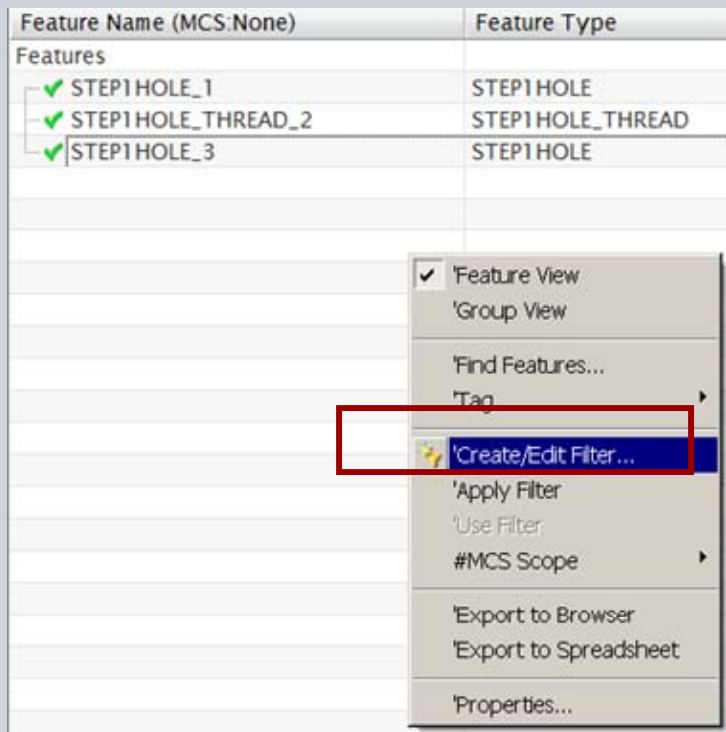 Feature Name (MCS:None) Feature Type
Features
STEP1HOLE_1 STEP1HOLE
STEP1HOLE_THREAD_2 STEP1HOLE_THREAD
STEP1HOLE_3 STEP1HOLE
'Feature View
'Group View
'Find Features...
'Tag
'Create/Edit Filter...
'Apply Filter
'Use Filter
#MCS Scope
'Export to Browser
'Export to Spreadsheet
'Properties...